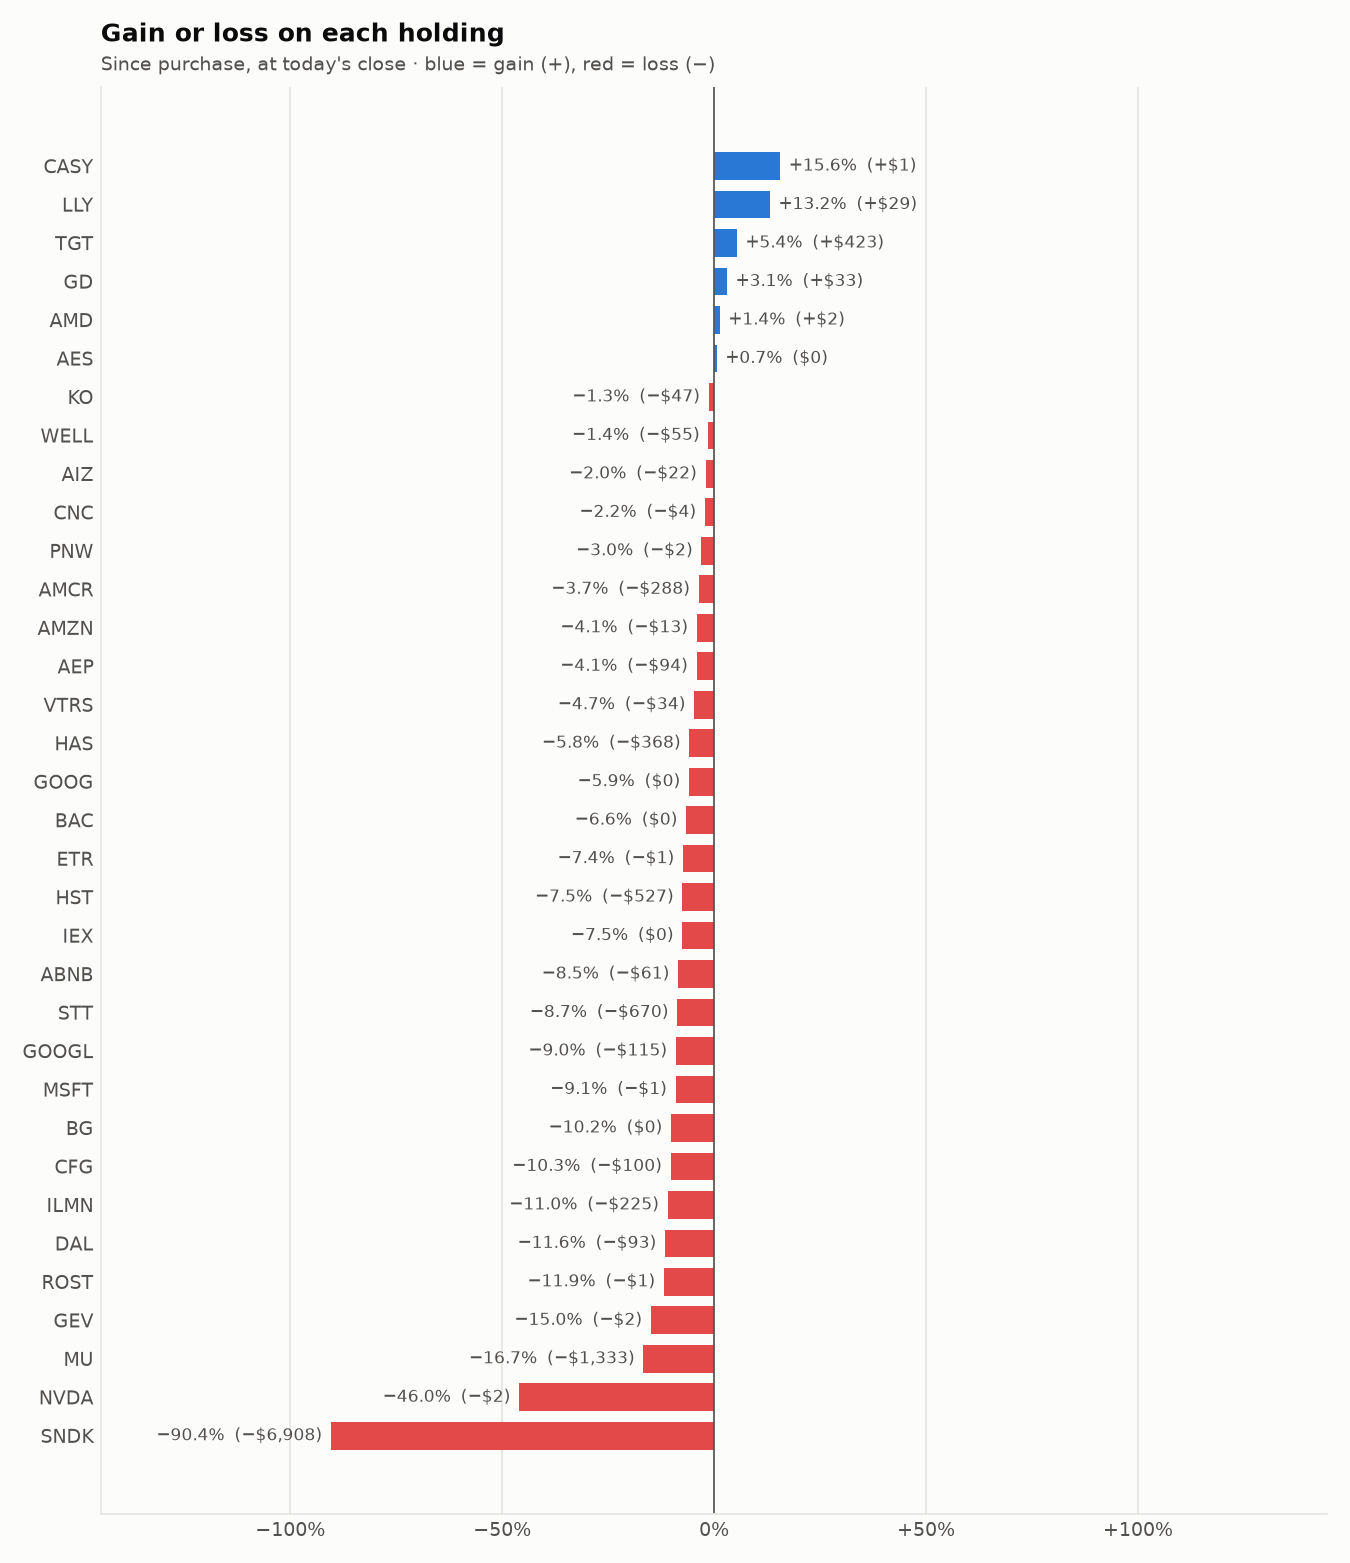 Gain or loss on each holding
Since purchase, at today's close · blue = gain (+), red = loss (−)
CASY +15.6% (+$1)
LLY +13.2% (+$29)
TGT +5.4% (+$423)
GD +3.1% (+$33)
AMD +1.4% (+$2)
AES +0.7% ($0)
KO −1.3% (−$47)
WELL −1.4% (−$55)
AIZ −2.0% (−$22)
CNC −2.2% (−$4)
PNW −3.0% (−$2)
AMCR −3.7% (−$288)
AMZN −4.1% (−$13)
AEP −4.1% (−$94)
VTRS −4.7% (−$34)
HAS −5.8% (−$368)
GOOG −5.9% ($0)
BAC −6.6% ($0)
ETR −7.4% (−$1)
HST −7.5% (−$527)
IEX −7.5% ($0)
ABNB −8.5% (−$61)
STT −8.7% (−$670)
GOOGL −9.0% (−$115)
MSFT −9.1% (−$1)
BG −10.2% ($0)
CFG −10.3% (−$100)
ILMN −11.0% (−$225)
DAL −11.6% (−$93)
ROST −11.9% (−$1)
GEV −15.0% (−$2)
MU −16.7% (−$1,333)
NVDA −46.0% (−$2)
SNDK −90.4% (−$6,908)
−100% −50% 0% +50% +100%